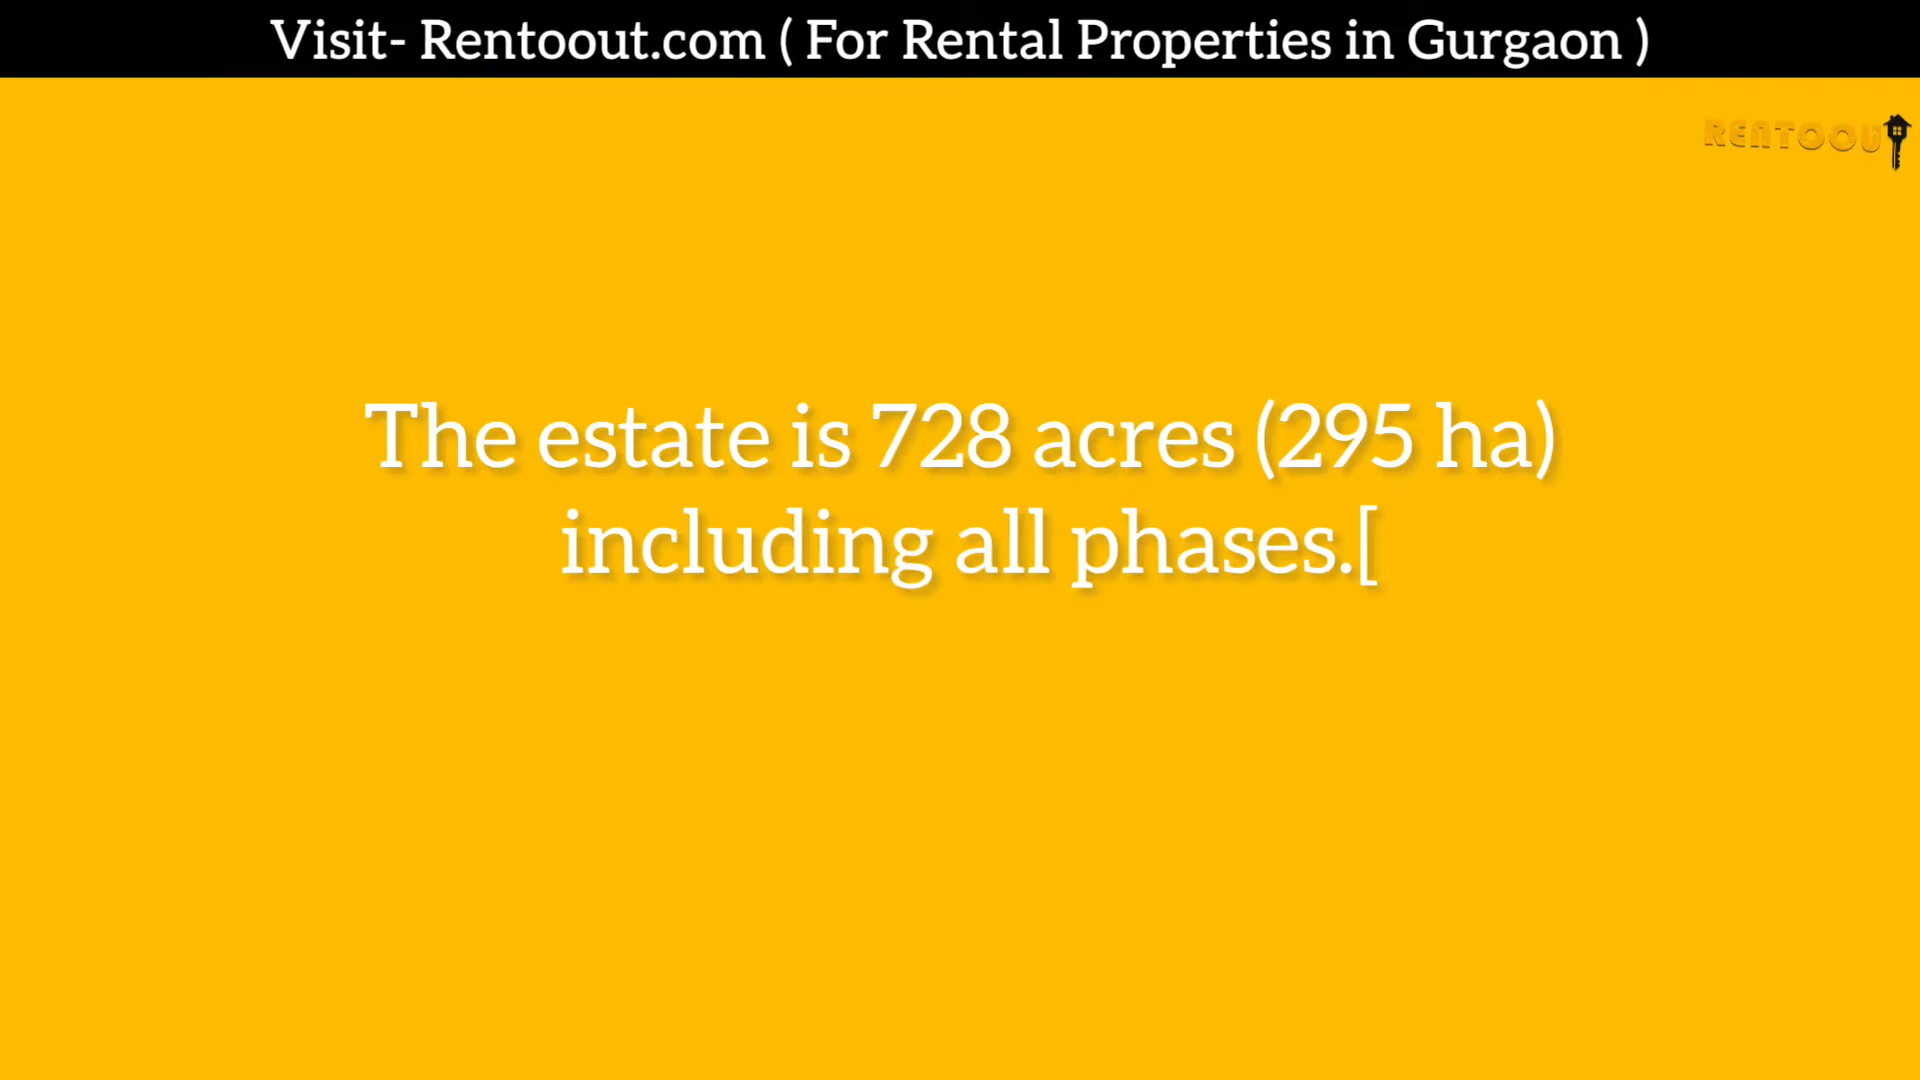 Visit- Rentoout.com ( For Rental Properties in Gurgaon )
RENTOOUT
The estate is 728 acres (295 ha)
including all phases.[